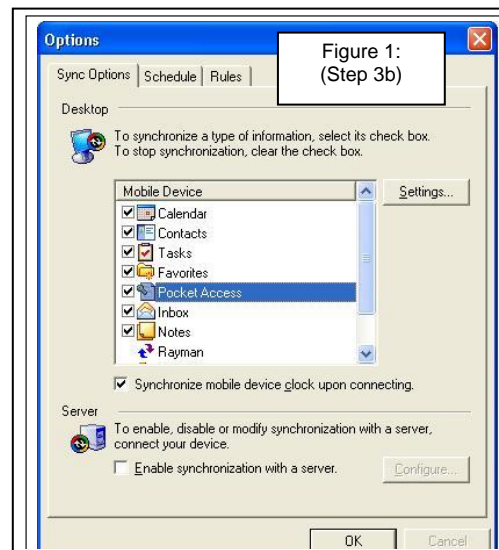 Options
Figure 1:
(Step 3b)
Sync Options Schedule Rules
Desktop
To synchronize a type of information, select its check box.
To stop synchronization, clear the check box.
Mobile Device
Settings...
Calendar
Contacts
Tasks
Favorites
Pocket Access
Inbox
Notes
Rayman
Synchronize mobile device clock upon connecting.
Server
To enable, disable or modify synchronization with a server,
connect your device.
Enable synchronization with a server.
Configure...
OK Cancel